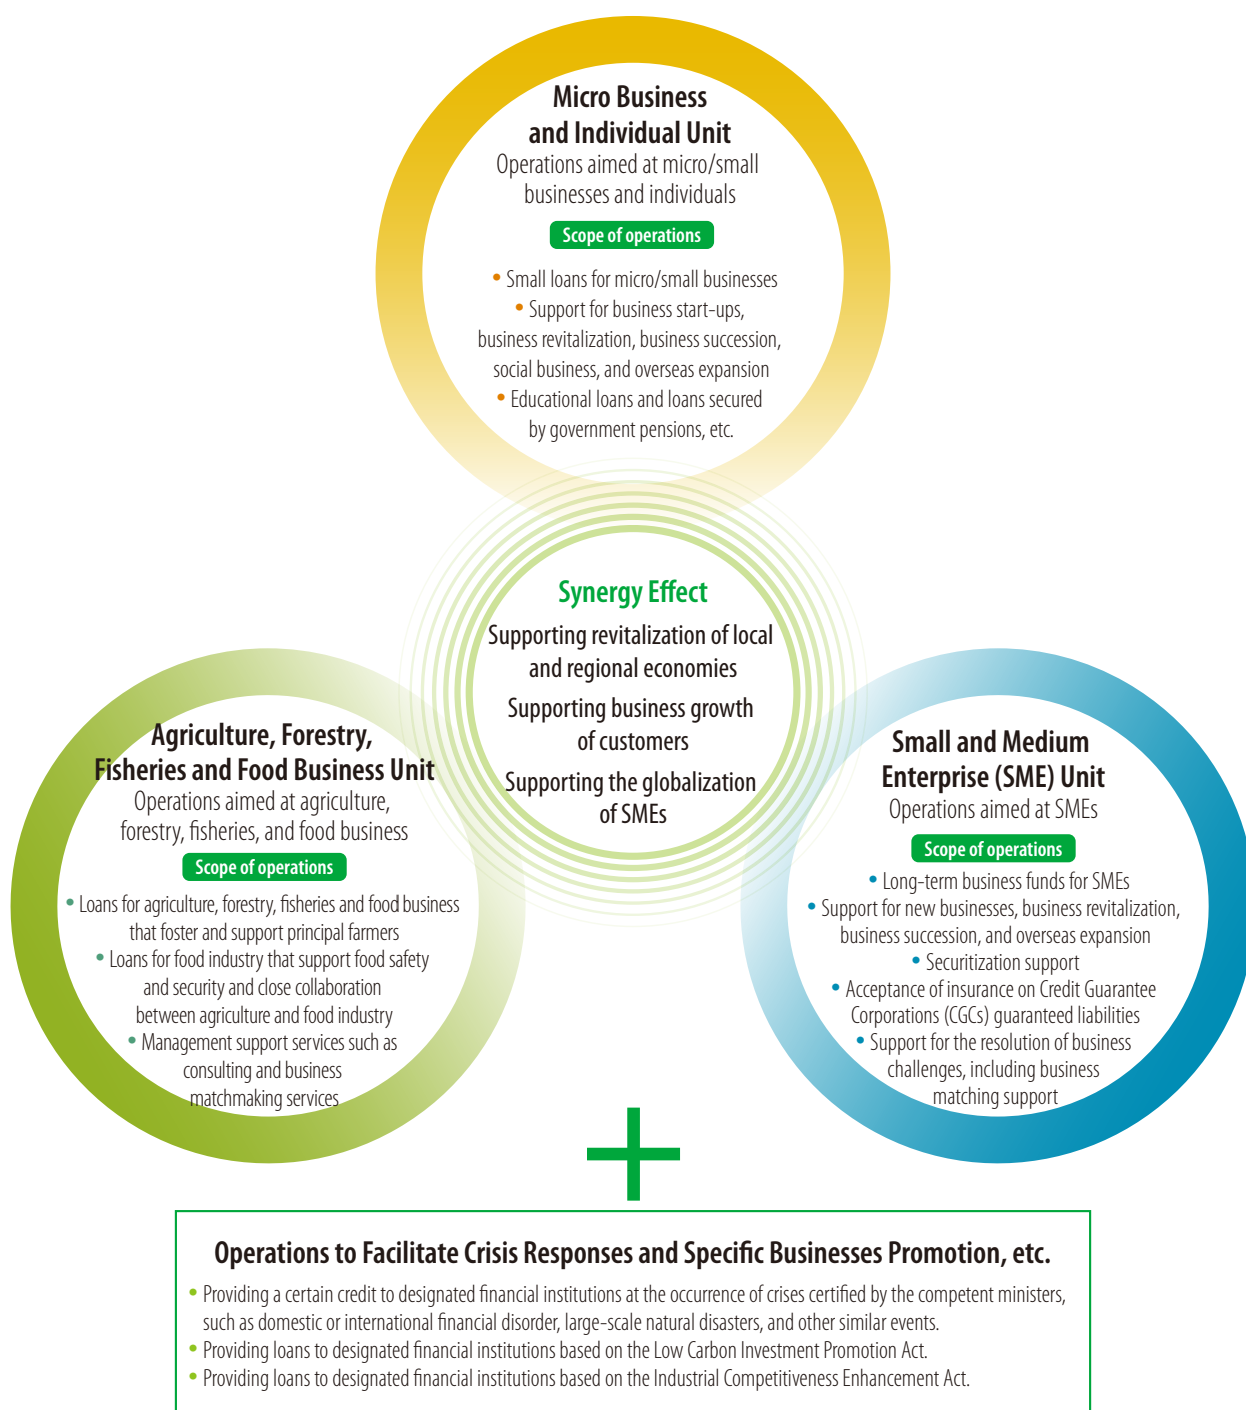 Micro Business
and Individual Unit
Operations aimed at micro/small
businesses and individuals
Scope of operations
• Small loans for micro/small businesses
• Support for business start-ups,
business revitalization, business succession,
social business, and overseas expansion
• Educational loans and loans secured
by government pensions, etc.
Synergy Effect
Supporting revitalization of local
and regional economies
Supporting business growth
of customers
Supporting the globalization
of SMEs
Agriculture, Forestry,
Fisheries and Food Business Unit
Operations aimed at agriculture,
forestry, fisheries, and food business
Scope of operations
• Loans for agriculture, forestry, fisheries and food business
that foster and support principal farmers
• Loans for food industry that support food safety
and security and close collaboration
between agriculture and food industry
• Management support services such as
consulting and business
matchmaking services
Small and Medium
Enterprise (SME) Unit
Operations aimed at SMEs
Scope of operations
• Long-term business funds for SMEs
• Support for new businesses, business revitalization,
business succession, and overseas expansion
• Securitization support
• Acceptance of insurance on Credit Guarantee
Corporations (CGCs) guaranteed liabilities
• Support for the resolution of business
challenges, including business
matching support
Operations to Facilitate Crisis Responses and Specific Businesses Promotion, etc.
• Providing a certain credit to designated financial institutions at the occurrence of crises certified by the competent ministers,
such as domestic or international financial disorder, large-scale natural disasters, and other similar events.
• Providing loans to designated financial institutions based on the Low Carbon Investment Promotion Act.
• Providing loans to designated financial institutions based on the Industrial Competitiveness Enhancement Act.